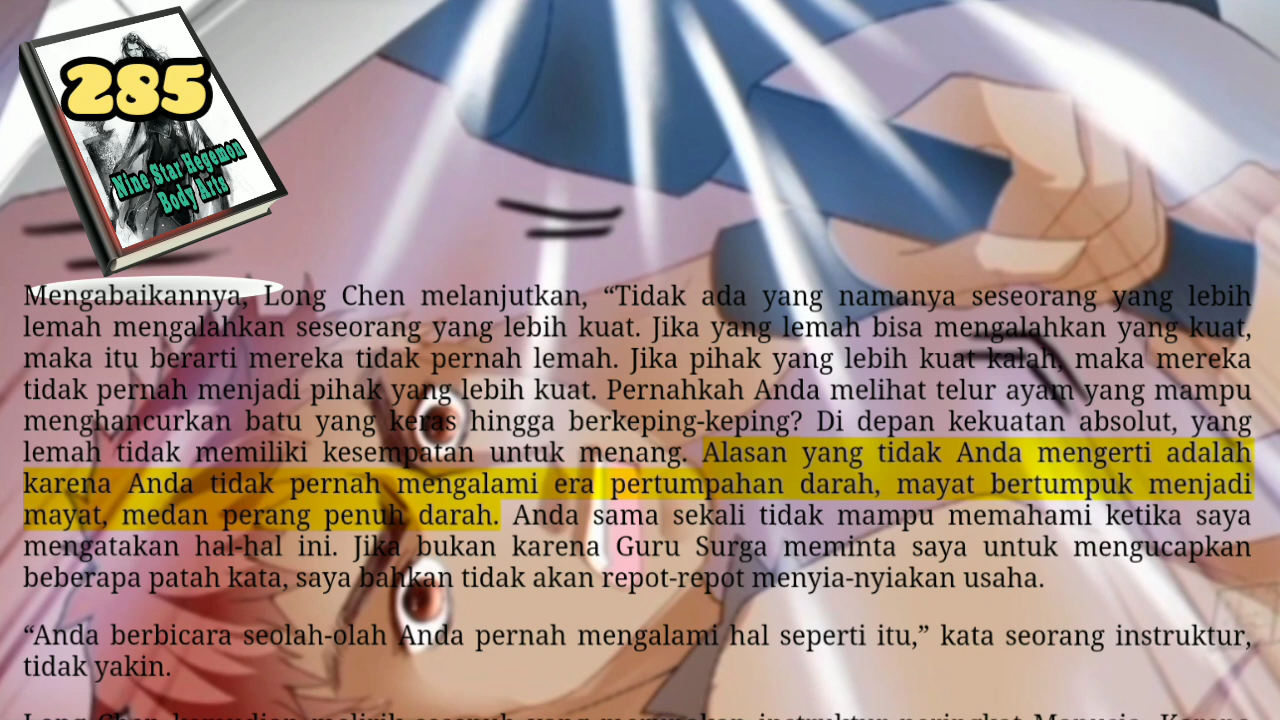 285
Nine Star Hegemon
Body Arts
Mengabaikannya, Long Chen melanjutkan, “Tidak ada yang namanya seseorang yang lebih
lemah mengalahkan seseorang yang lebih kuat. Jika yang lemah bisa mengalahkan yang kuat,
maka itu berarti mereka tidak pernah lemah. Jika pihak yang lebih kuat kalah, maka mereka
tidak pernah menjadi pihak yang lebih kuat. Pernahkah Anda melihat telur ayam yang mampu
menghancurkan batu yang keras hingga berkeping-keping? Di depan kekuatan absolut, yang
lemah tidak memiliki kesempatan untuk menang. Alasan yang tidak Anda mengerti adalah
karena Anda tidak pernah mengalami era pertumpahan darah, mayat bertumpuk menjadi
mayat, medan perang penuh darah. Anda sama sekali tidak mampu memahami ketika saya
mengatakan hal-hal ini. Jika bukan karena Guru Surga meminta saya untuk mengucapkan
beberapa patah kata, saya bahkan tidak akan repot-repot menyia-nyiakan usaha.
“Anda berbicara seolah-olah Anda pernah mengalami hal seperti itu,” kata seorang instruktur,
tidak yakin.